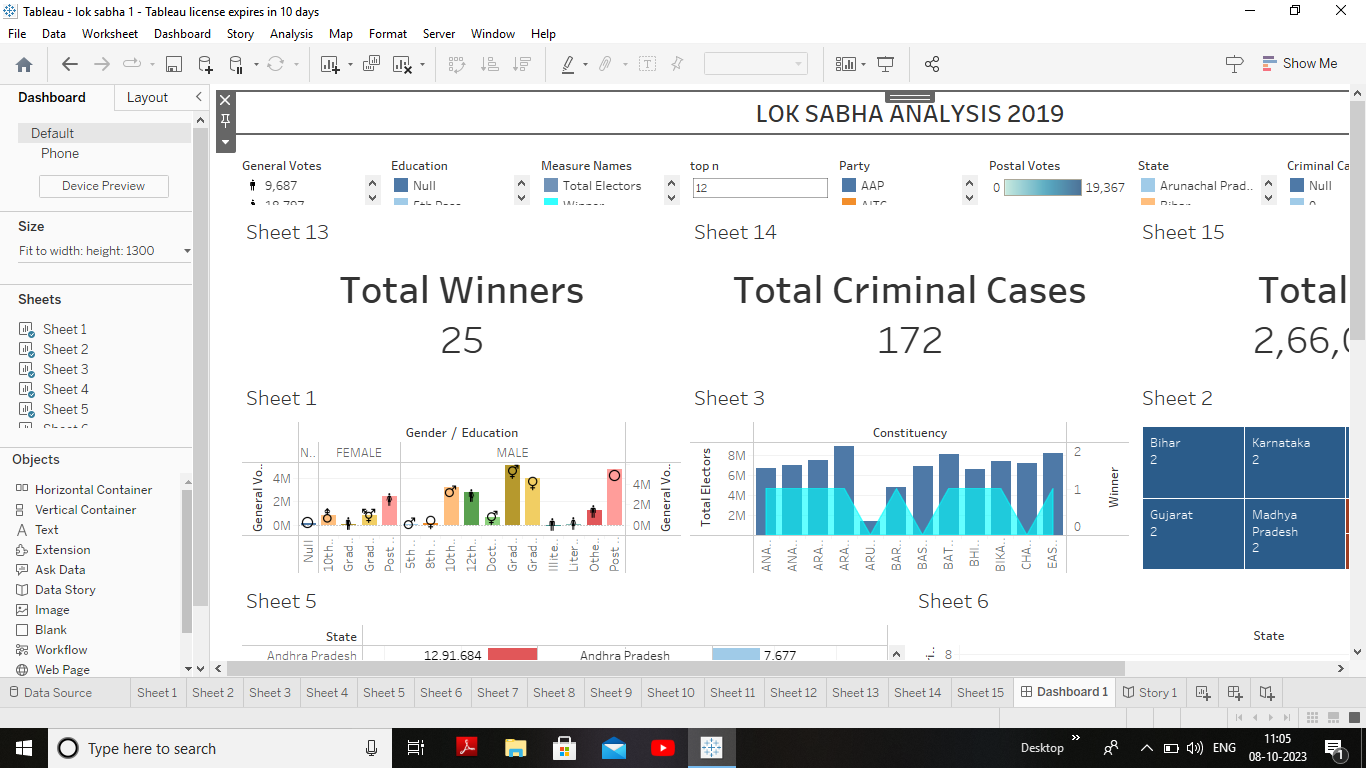 Tableau - lok sabha 1 - Tableau license expires in 10 days
File Data Worksheet Dashboard Story Analysis Map Format Server Window Help
Show Me
Dashboard Layout
Default
Phone
Device Preview
Size
Fit to width: height: 1300
Sheets
Sheet 1
Sheet 2
Sheet 3
Sheet 4
Sheet 5
Objects
Horizontal Container
Vertical Container
Text
Extension
Ask Data
Data Story
Image
Blank
Workflow
Web Page
LOK SABHA ANALYSIS 2019
General Votes
9,687
18,797
Education
Null
5th Pass
Measure Names
Total Electors
Winner
top n
12
Party
AAP
AITC
Postal Votes
0 19,367
State
Arunachal Prad..
Bihar
Criminal Ca
Null
0
Sheet 13
Total Winners
25
Sheet 14
Total Criminal Cases
172
Sheet 15
Total
2,66,0
Sheet 1
Gender / Education
N.. FEMALE MALE
General Vo..
4M
2M
0M
4M
2M
0M
General Vo..
Null 10th.. Grad.. Grad.. Post .. 5th .. 8th .. 10th.. 12th.. Doct.. Grad.. Grad.. Illite.. Liter.. Othe.. Post ..
Sheet 3
Constituency
Total Electors
8M
6M
4M
2M
2
1
0
Winner
ANA.. ANA.. ARA.. ARA.. ARU.. BAR.. BAS.. BAT.. BHI.. BIKA.. CHA.. EAS..
Sheet 2
Bihar
2
Karnataka
2
Gujarat
2
Madhya
Pradesh
2
Sheet 5
State
Andhra Pradesh 12,91,684 Andhra Pradesh 7,677
Sheet 6
State
8
Data Source Sheet 1 Sheet 2 Sheet 3 Sheet 4 Sheet 5 Sheet 6 Sheet 7 Sheet 8 Sheet 9 Sheet 10 Sheet 11 Sheet 12 Sheet 13 Sheet 14 Sheet 15 Dashboard 1 Story 1
Type here to search
Desktop
ENG
11:05
08-10-2023
1